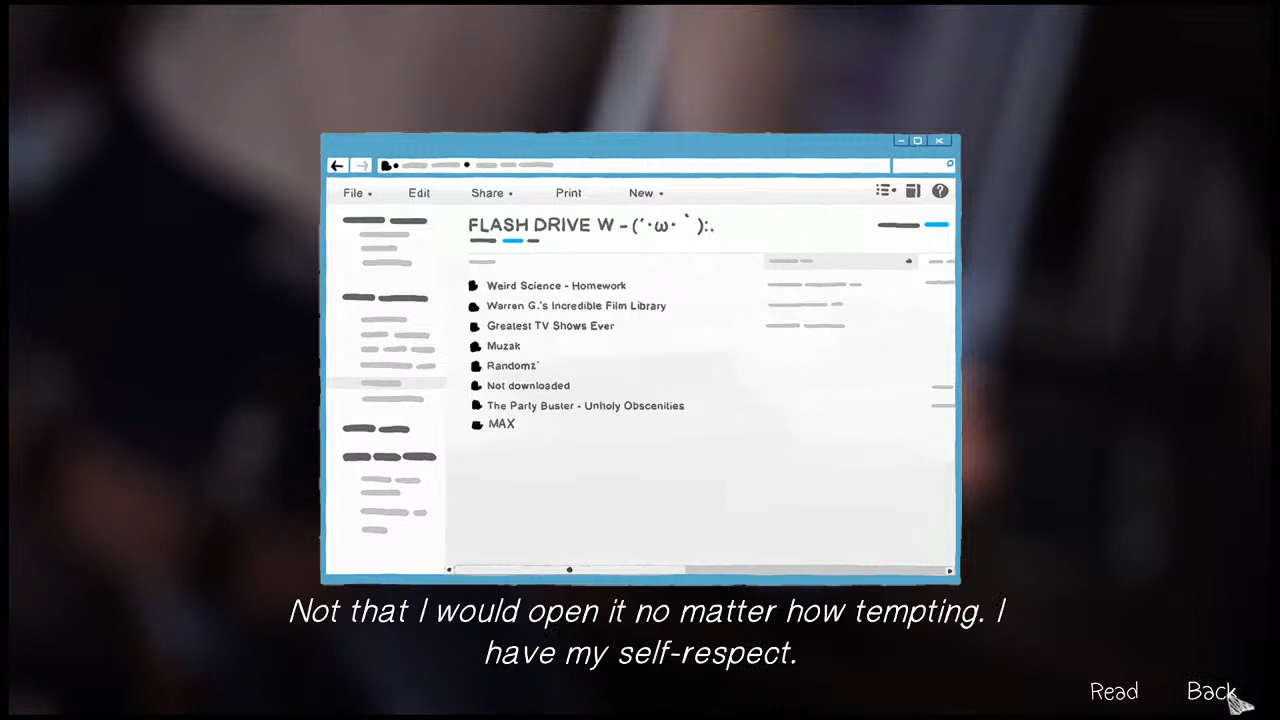 File Edit Share Print New
FLASH DRIVE W - (´･ω･`):.
Weird Science - Homework
Warren G.'s Incredible Film Library
Greatest TV Shows Ever
Muzak
Randomz'
Not downloaded
The Party Buster - Unholy Obscenities
MAX
Not that I would open it no matter how tempting. I
have my self-respect.
Read Back